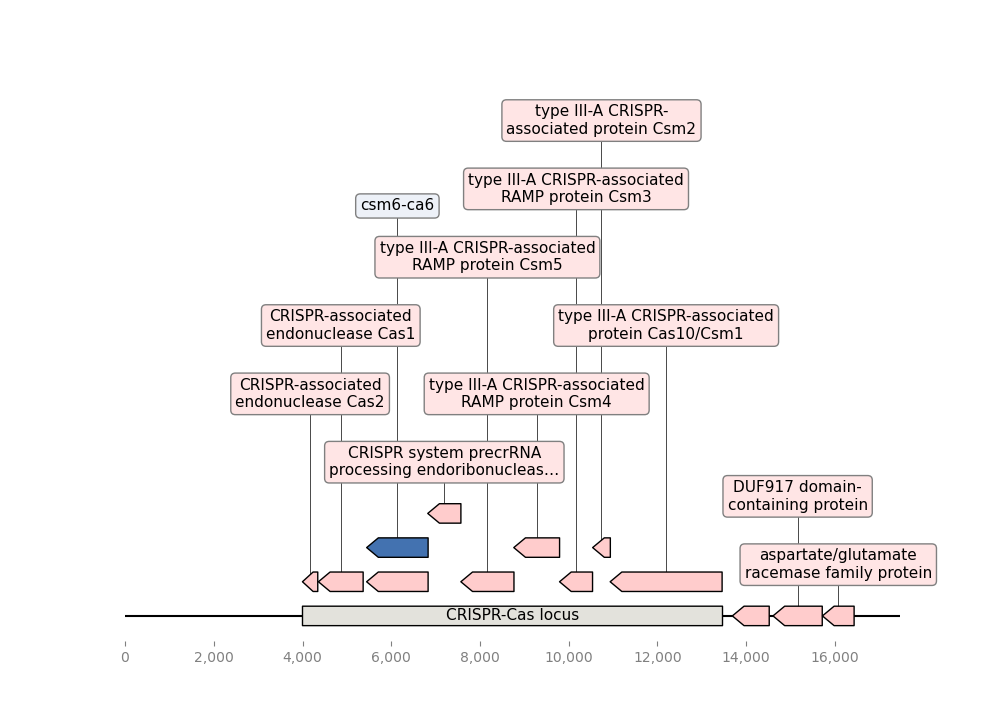 type III-A CRISPR-
associated protein Csm2
type III-A CRISPR-associated
RAMP protein Csm3
csm6-ca6
type III-A CRISPR-associated
RAMP protein Csm5
CRISPR-associated
endonuclease Cas1
type III-A CRISPR-associated
protein Cas10/Csm1
CRISPR-associated
endonuclease Cas2
type III-A CRISPR-associated
RAMP protein Csm4
CRISPR system precrRNA
processing endoribonucleas…
DUF917 domain-
containing protein
aspartate/glutamate
racemase family protein
CRISPR-Cas locus
0 2,000 4,000 6,000 8,000 10,000 12,000 14,000 16,000